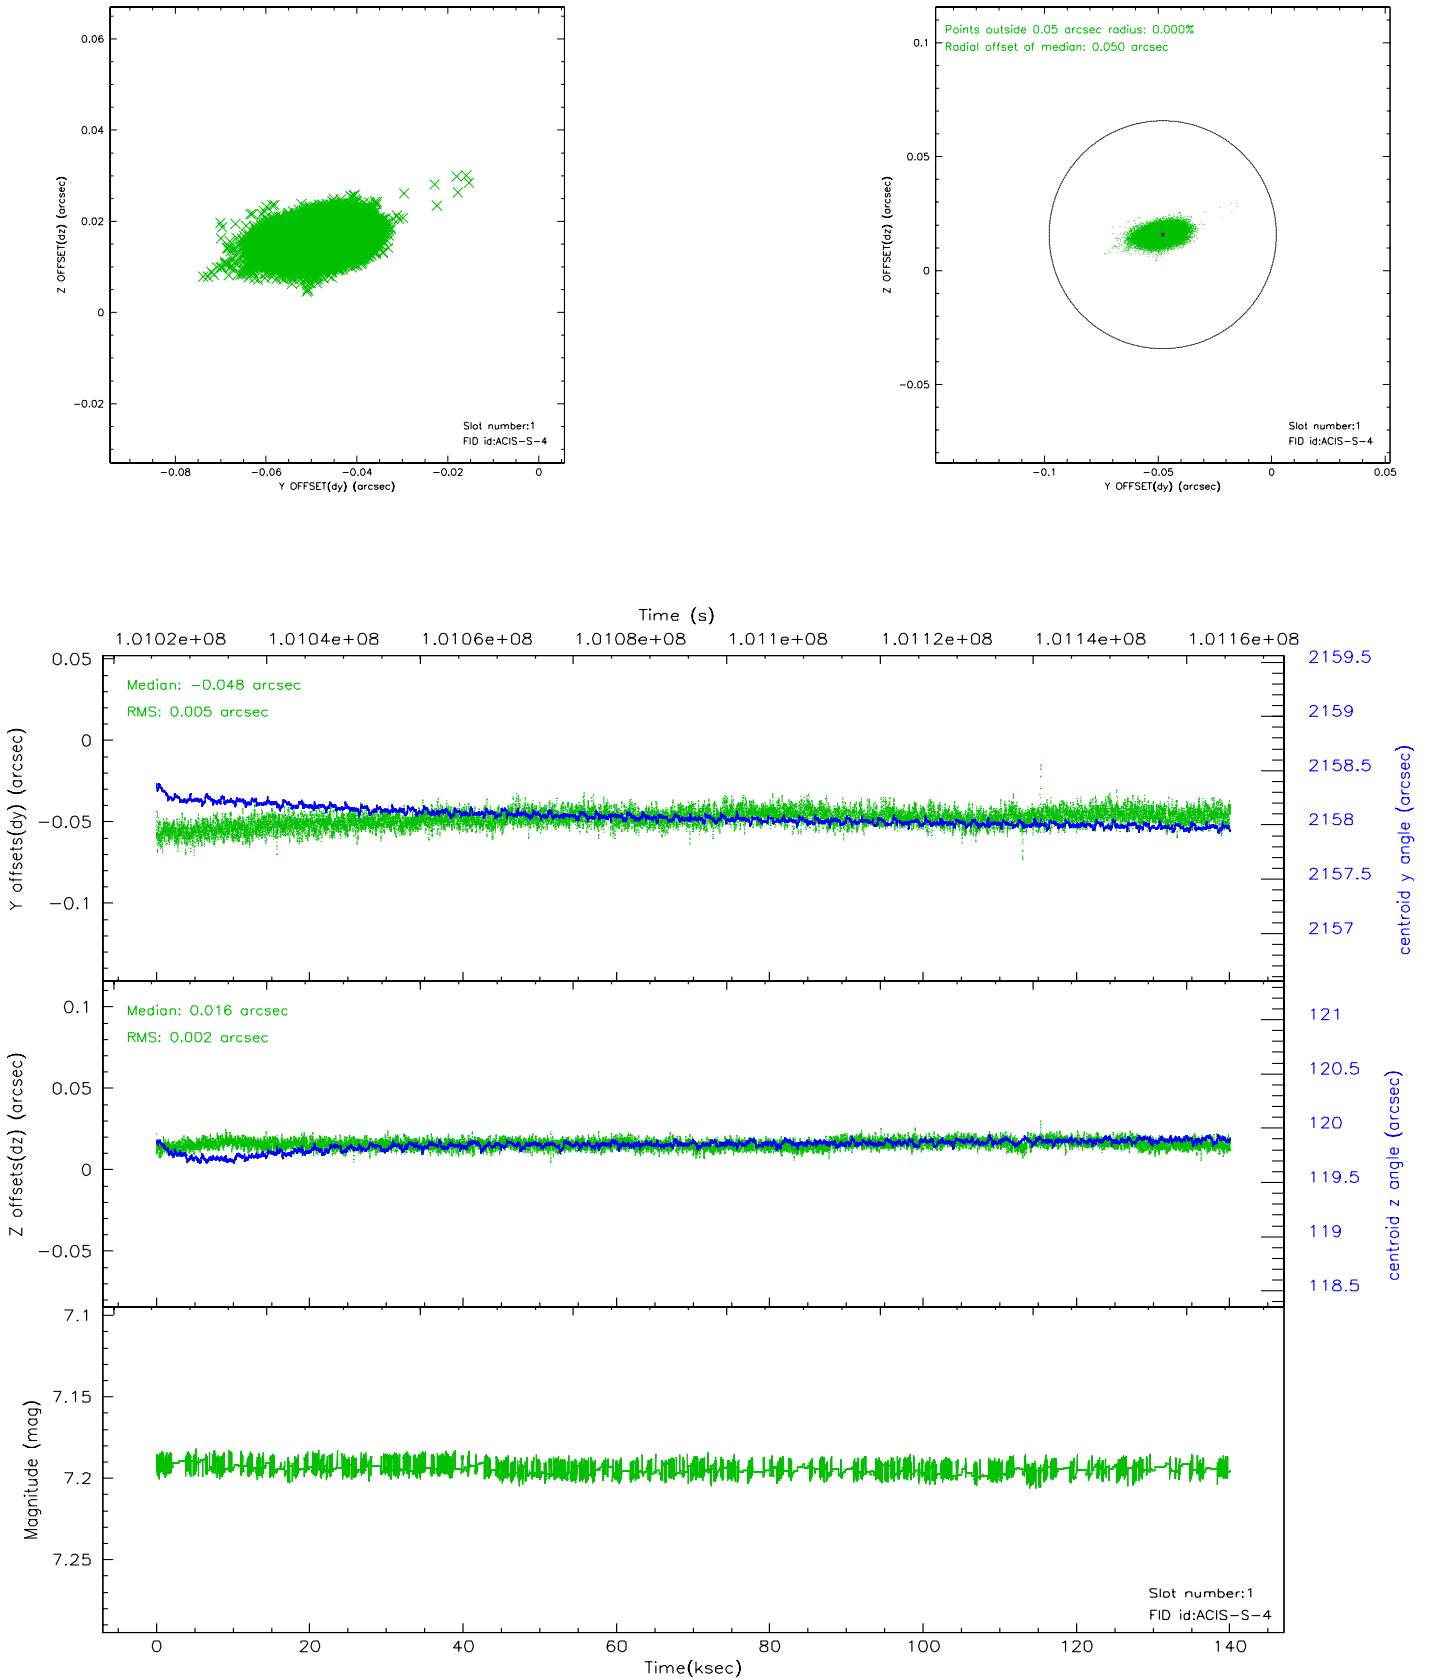 0.06
0.04
0.02
0
−0.02
Z OFFSET(dz) (arcsec)
−0.08
−0.06
−0.04
−0.02
0
Y OFFSET(dy) (arcsec)
Slot number:1
FID id:ACIS−S−4
Points outside 0.05 arcsec radius: 0.000%
Radial offset of median: 0.050 arcsec
0.1
0.05
0
−0.05
Z OFFSET(dz) (arcsec)
−0.1
−0.05
0
0.05
Y OFFSET(dy) (arcsec)
Slot number:1
FID id:ACIS−S−4
Time (s)
1.0102e+08
1.0104e+08
1.0106e+08
1.0108e+08
1.011e+08
1.0112e+08
1.0114e+08
1.0116e+08
Median: −0.048 arcsec
RMS: 0.005 arcsec
0.05
0
−0.05
−0.1
Y offsets(dy) (arcsec)
2159.5
2159
2158.5
2158
2157.5
2157
centroid y angle (arcsec)
Median: 0.016 arcsec
RMS: 0.002 arcsec
0.1
0.05
0
−0.05
Z offsets(dz) (arcsec)
121
120.5
120
119.5
119
118.5
centroid z angle (arcsec)
7.1
7.15
7.2
7.25
Magnitude (mag)
Slot number:1
FID id:ACIS−S−4
0
20
40
60
80
100
120
140
Time(ksec)